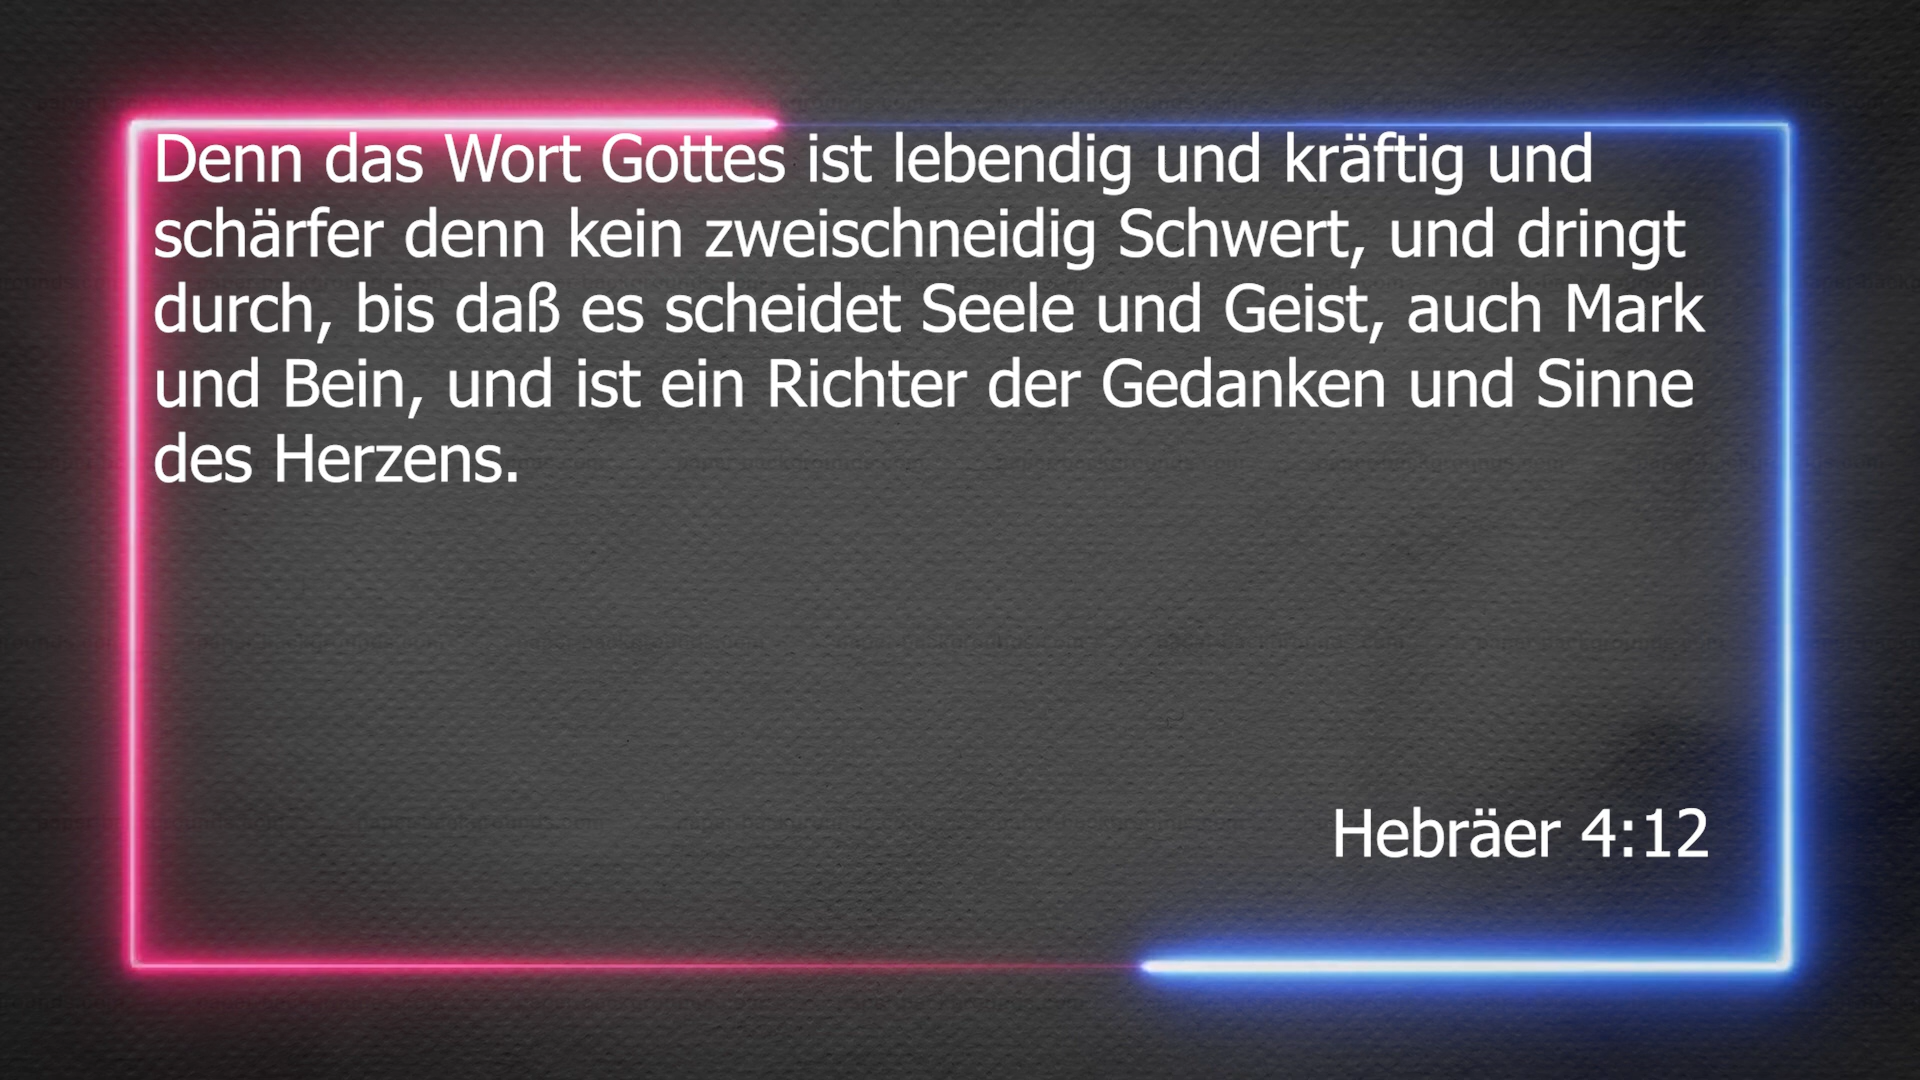 Denn das Wort Gottes ist lebendig und kräftig und
schärfer denn kein zweischneidig Schwert, und dringt
durch, bis daß es scheidet Seele und Geist, auch Mark
und Bein, und ist ein Richter der Gedanken und Sinne
des Herzens.
Hebräer 4:12